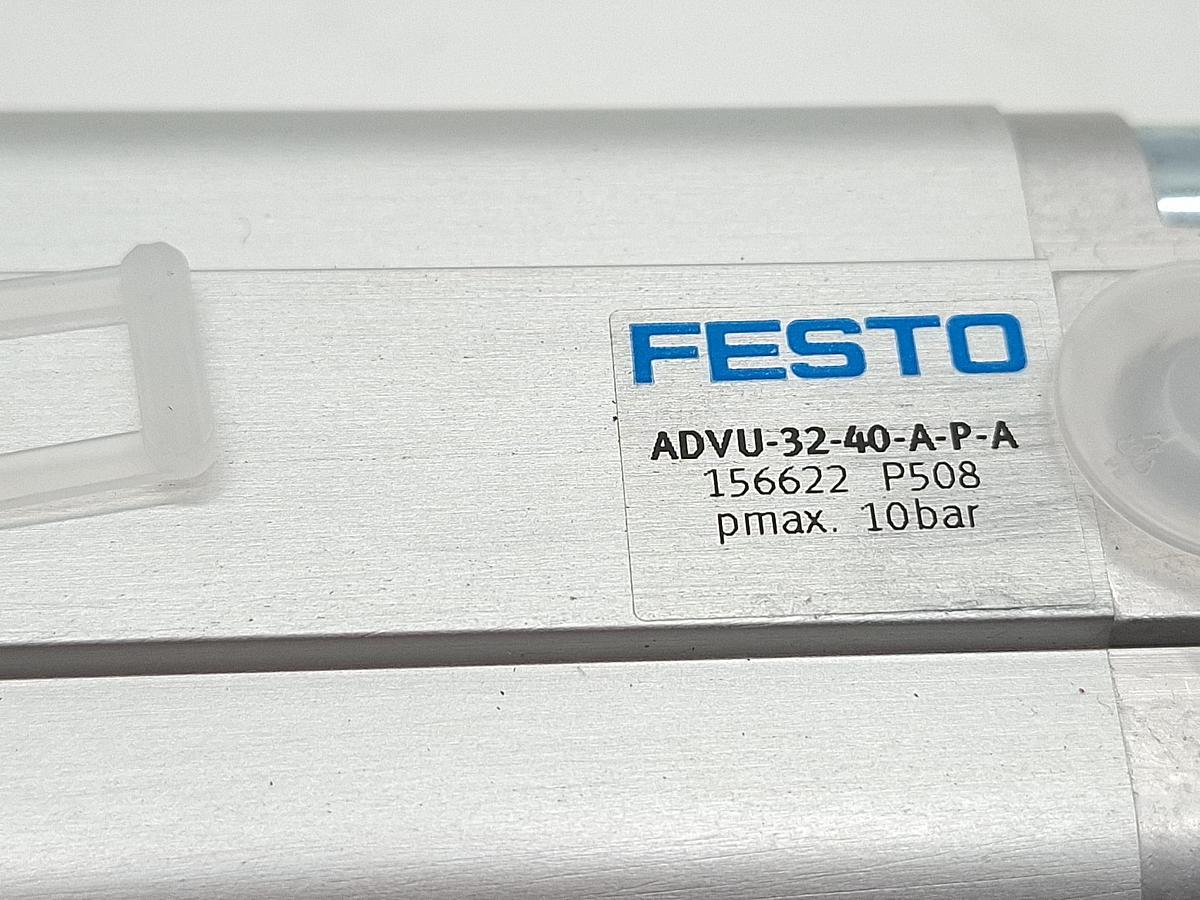 FESTO
ADVU-32-40-A-P-A
156622 P508
pmax. 10bar